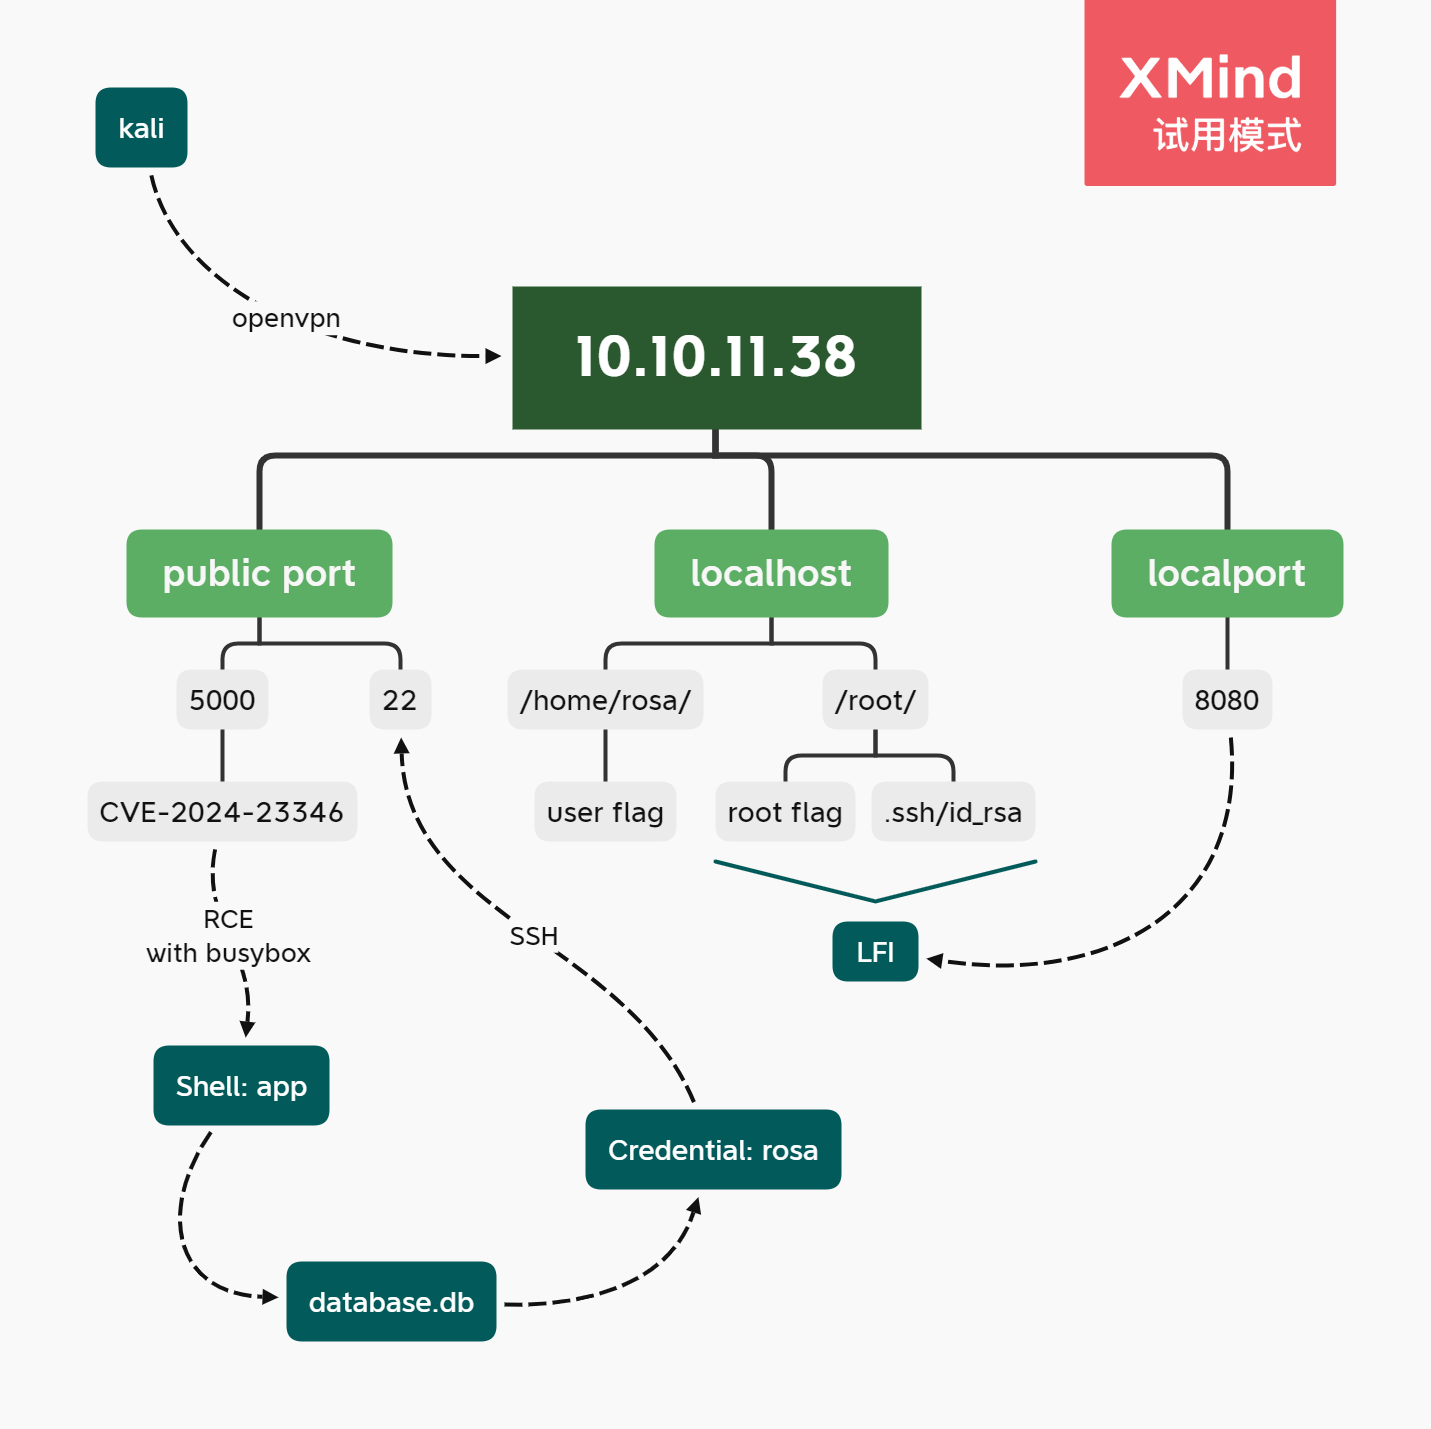 XMind
试用模式
kali
openvpn
10.10.11.38
public port
localhost
localport
5000
22
/home/rosa/
/root/
8080
CVE-2024-23346
user flag
root flag
.ssh/id_rsa
RCE
with busybox
SSH
LFI
Shell: app
Credential: rosa
database.db